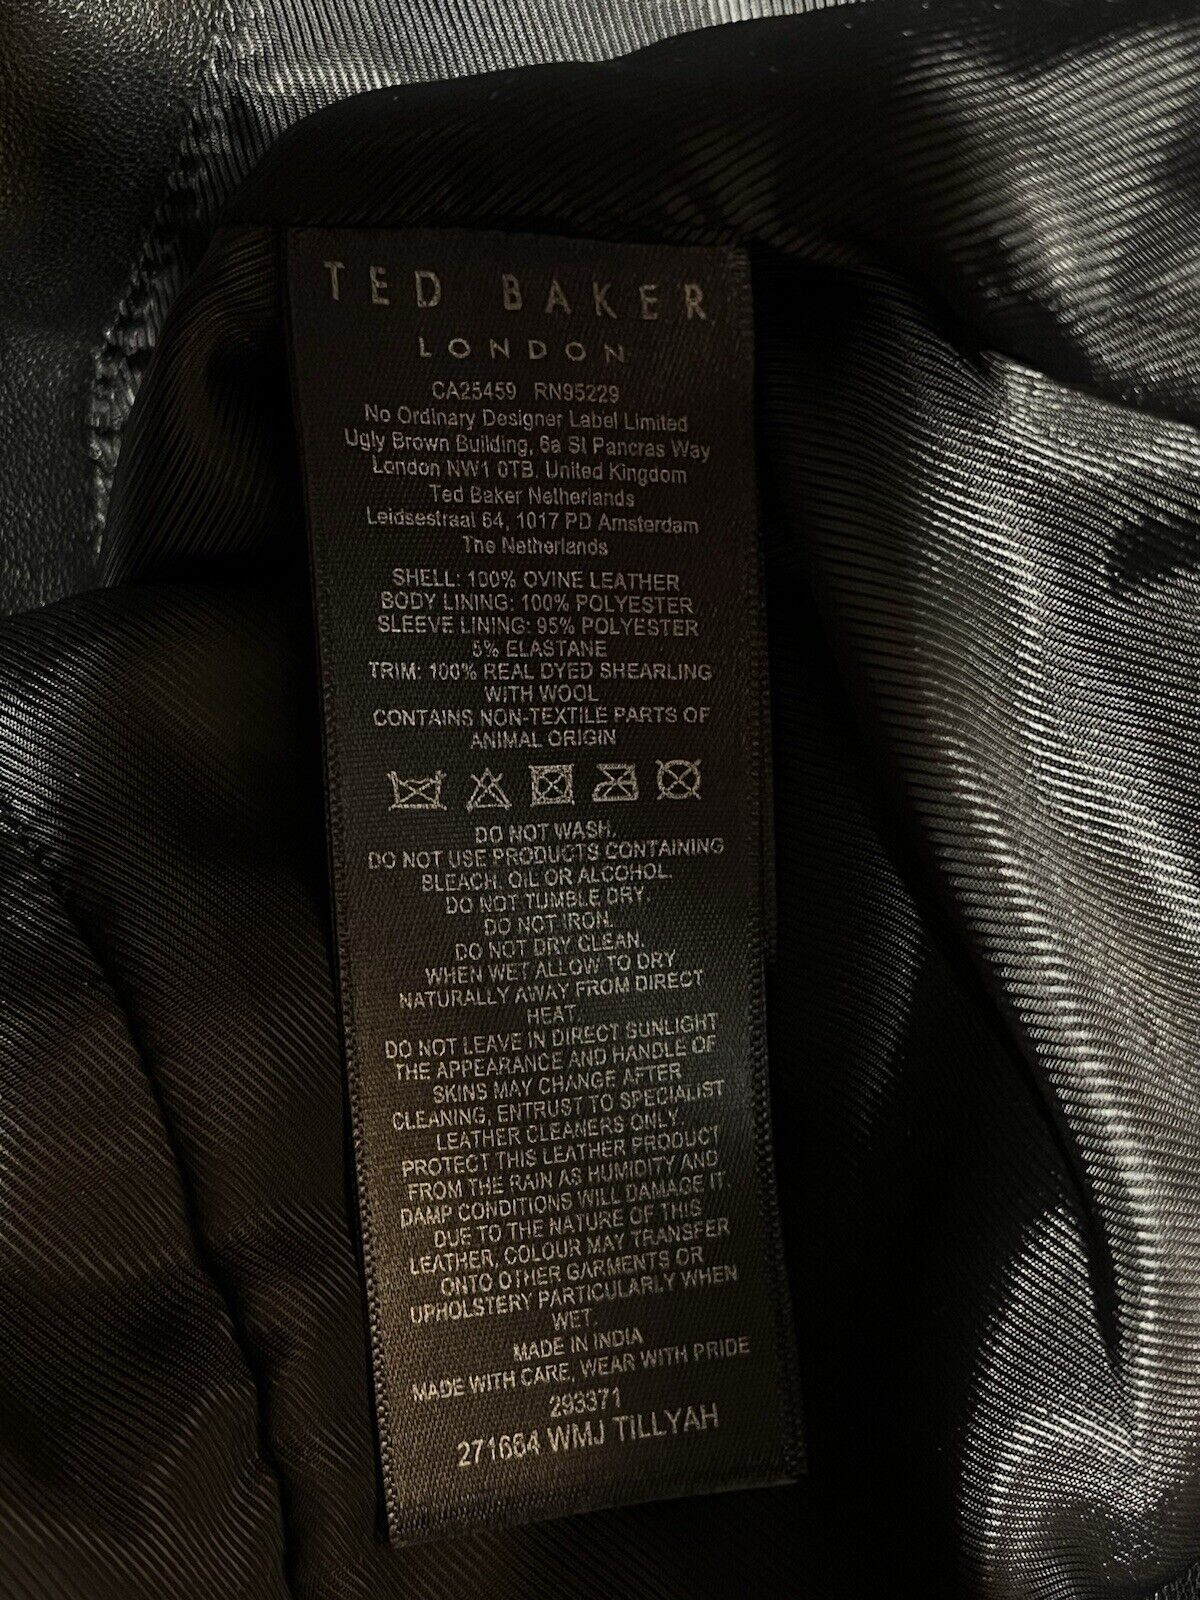 TED BAKER
LONDON
CA25459 RN95229
No Ordinary Designer Label Limited
Ugly Brown Building, 6a St Pancras Way
London NW1 0TB. United Kingdom
Ted Baker Netherlands
Leidsestraat 64, 1017 PD Amsterdam
The Netherlands
SHELL: 100% OVINE LEATHER
BODY LINING: 100% POLYESTER
SLEEVE LINING: 95% POLYESTER
5% ELASTANE
TRIM: 100% REAL DYED SHEARLING
WITH WOOL
CONTAINS NON-TEXTILE PARTS OF
ANIMAL ORIGIN
DO NOT WASH.
DO NOT USE PRODUCTS CONTAINING
BLEACH, OIL OR ALCOHOL.
DO NOT TUMBLE DRY.
DO NOT IRON.
DO NOT DRY CLEAN.
WHEN WET ALLOW TO DRY
NATURALLY AWAY FROM DIRECT
HEAT.
DO NOT LEAVE IN DIRECT SUNLIGHT
THE APPEARANCE AND HANDLE OF
SKINS MAY CHANGE AFTER
CLEANING, ENTRUST TO SPECIALIST
LEATHER CLEANERS ONLY
PROTECT THIS LEATHER PRODUCT
FROM THE RAIN AS HUMIDITY AND
DAMP CONDITIONS WILL DAMAGE IT
DUE TO THE NATURE OF THIS
LEATHER, COLOUR MAY TRANSFER
ONTO OTHER GARMENTS OR
UPHOLSTERY PARTICULARLY WHEN
WET.
MADE IN INDIA
MADE WITH CARE, WEAR WITH PRIDE
293371
271664 WMJ TILLYAH